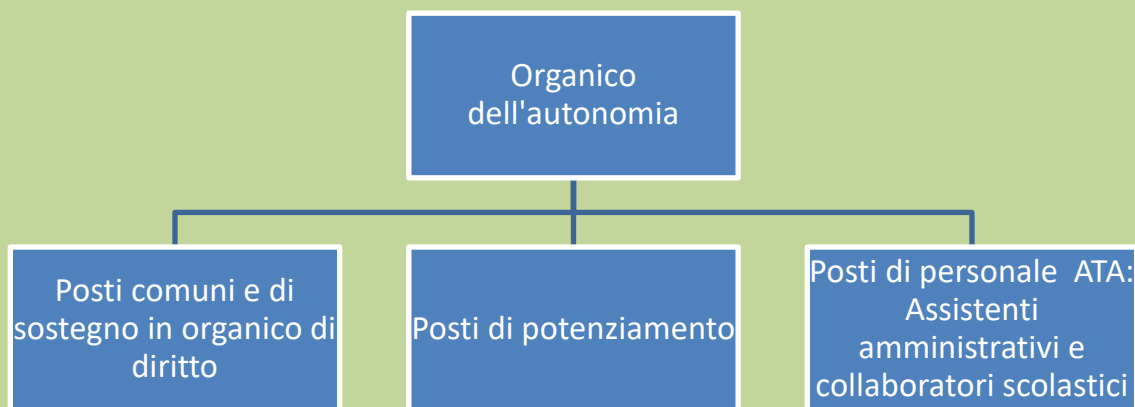 Organico
dell'autonomia
Posti comuni e di
sostegno in organico di
diritto
Posti di potenziamento
Posti di personale  ATA:
Assistenti
amministrativi e
collaboratori scolastici